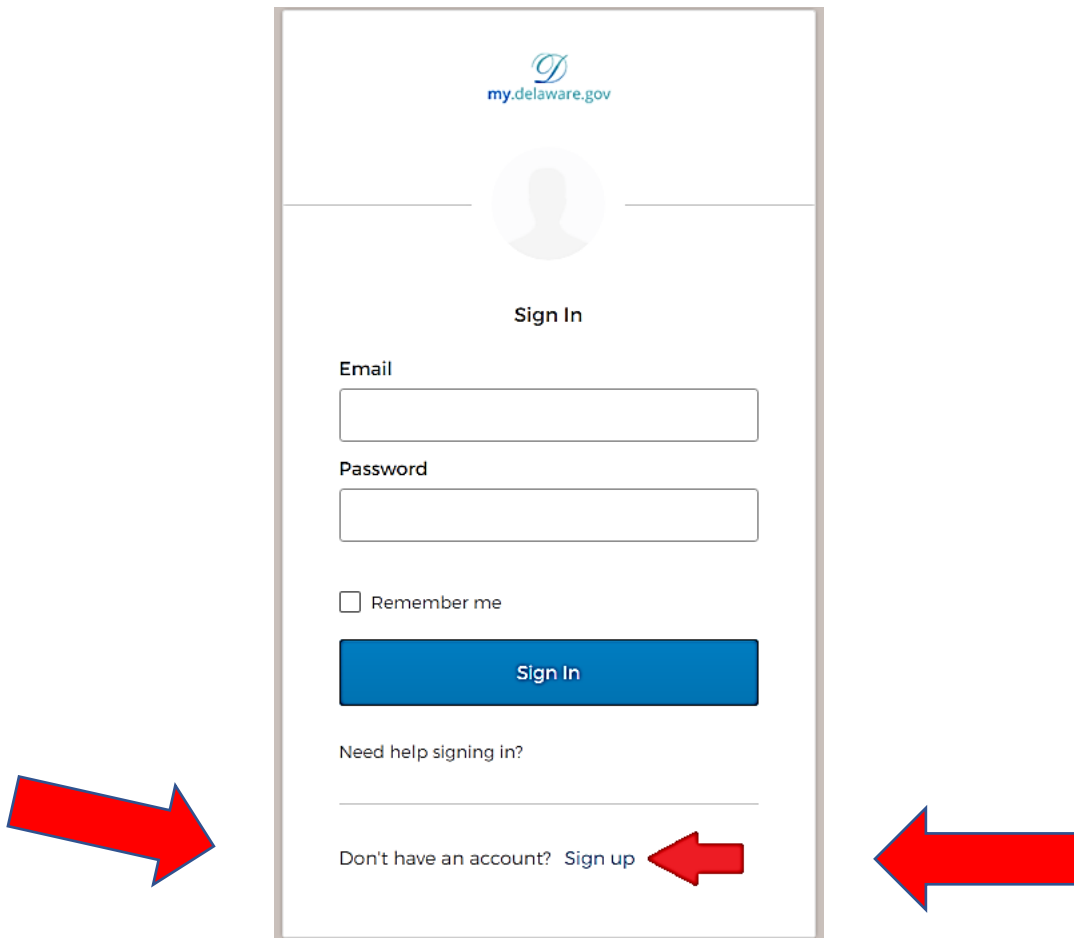 D
my.delaware.gov
Sign In
Email
Password
Remember me
Sign In
Need help signing in?
Don't have an account? Sign up